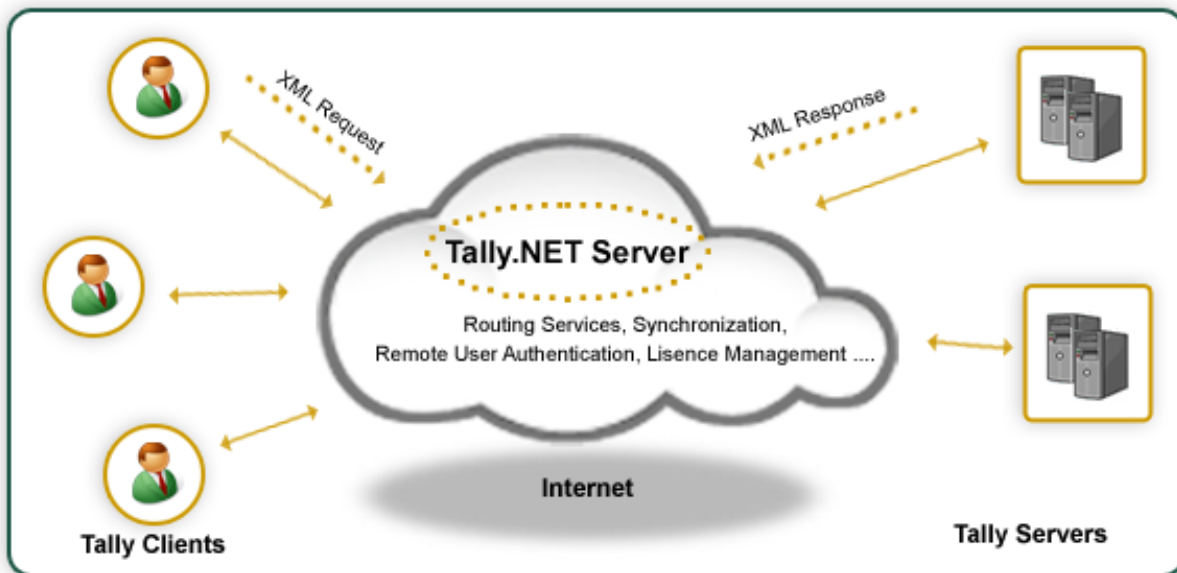 XML Request
XML Response
Tally.NET Server
Routing Services, Synchronization,
Remote User Authentication, Lisence Management ....
Internet
Tally Clients
Tally Servers